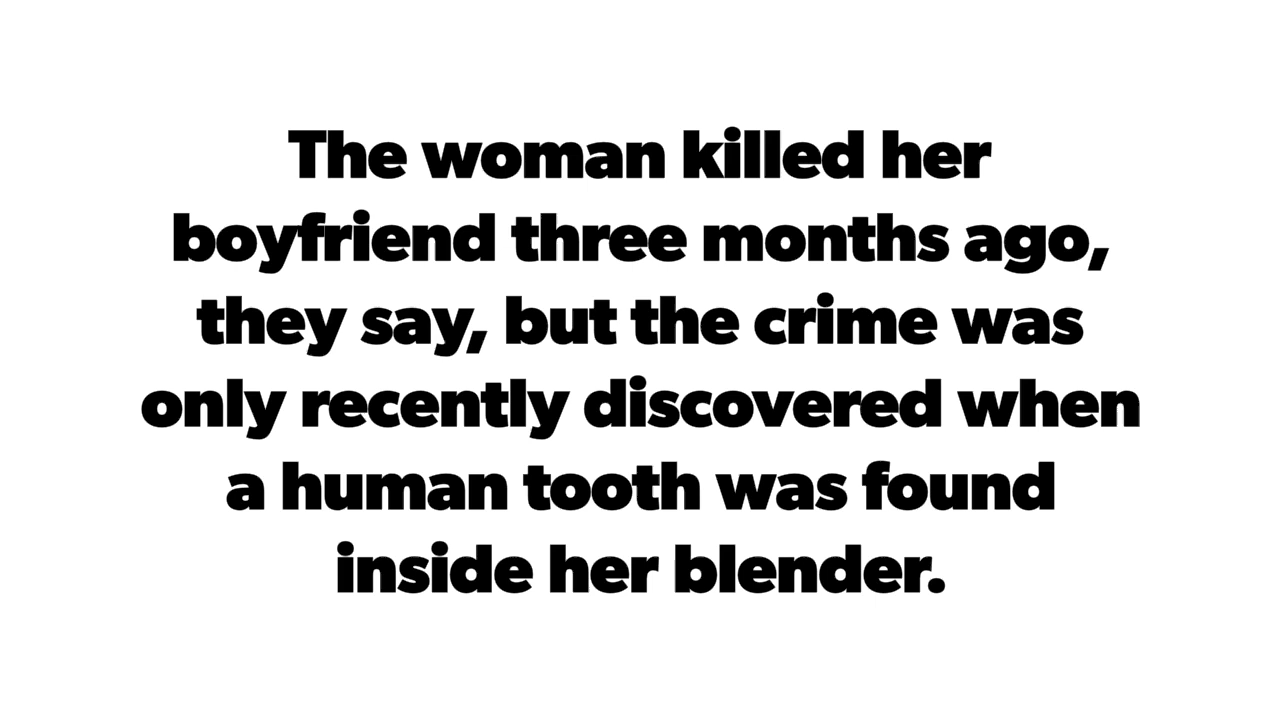 The woman killed her
boyfriend three months ago,
they say, but the crime was
only recently discovered when
a human tooth was found
inside her blender.